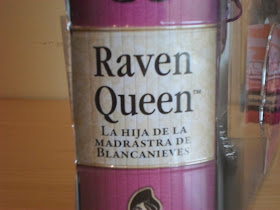 Raven
Queen™
La hija de la
madrastra de
Blancanieves